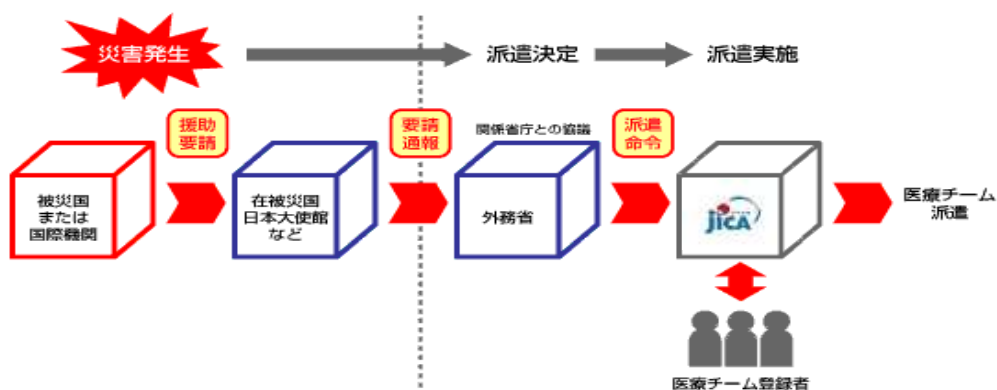 災害発生
派遣決定
派遣実施
援助
要請
要請
通報
関係省庁との協議
派遣
命令
被災国
または
国際機関
在被災国
日本大使館
など
外務省
jICA
医療チーム
派遣
医療チーム登録者